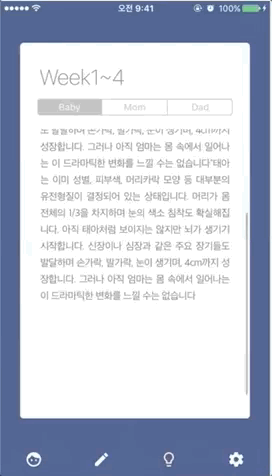 오전 9:41
100%
Week1~4
Baby Mom Dad
도 발달하며 손가락, 발가락, 눈이 생기며, 4cm까지
성장합니다. 그러나 아직 엄마는 몸 속에서 일어나
는 이 드라마틱한 변화를 느낄 수는 없습니다"태아
는 이미 성별, 피부색, 머리카락 모양 등 대부분의
유전형질이 결정되어 있는 상태입니다. 머리가 몸
전체의 1/3을 차지하며 눈의 색소 침착도 확실해집
니다. 아직 태아처럼 보이지는 않지만 뇌가 생기기
시작합니다. 신장이나 심장과 같은 주요 장기들도
발달하며 손가락, 발가락, 눈이 생기며, 4cm까지 성
장합니다. 그러나 아직 엄마는 몸 속에서 일어나는
이 드라마틱한 변화를 느낄 수는 없습니다